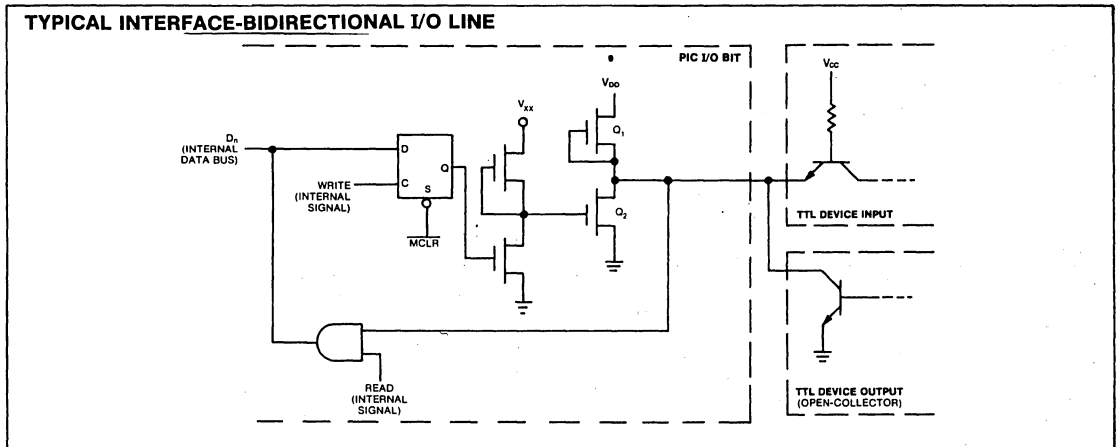 TYPICAL INTERFACE-BIDIRECTIONAL I/O LINE
PIC I/O BIT
VDD
VCC
VXX
Q1
Dn
(INTERNAL
DATA BUS)
D
Q
C
S
WRITE
(INTERNAL
SIGNAL)
MCLR
Q2
TTL DEVICE INPUT
READ
(INTERNAL
SIGNAL)
TTL DEVICE OUTPUT
(OPEN-COLLECTOR)